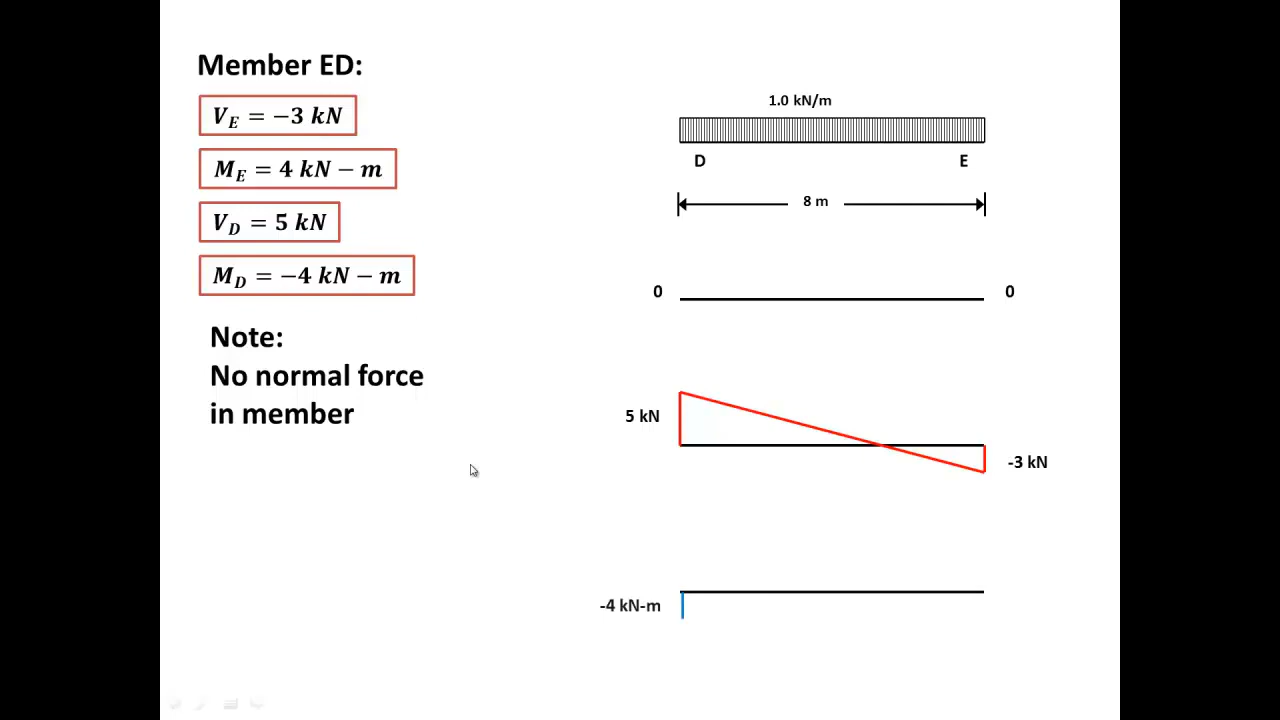 Member ED:
V_E = −3 kN
M_E = 4 kN − m
V_D = 5 kN
M_D = −4 kN − m
Note:
No normal force
in member
1.0 kN/m
D E
8 m
0 0
5 kN
-3 kN
-4 kN-m